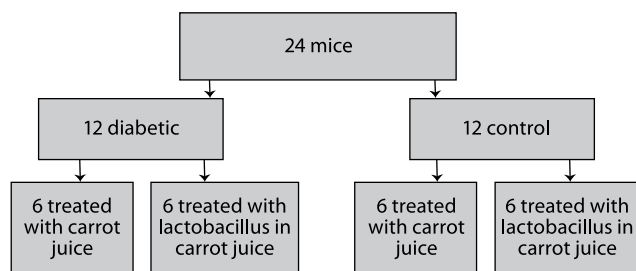 24 mice
12 diabetic
12 control
6 treated
with carrot
juice
6 treated with
lactobacillus in
carrot juice
6 treated
with carrot
juice
6 treated with
lactobacillus in
carrot juice